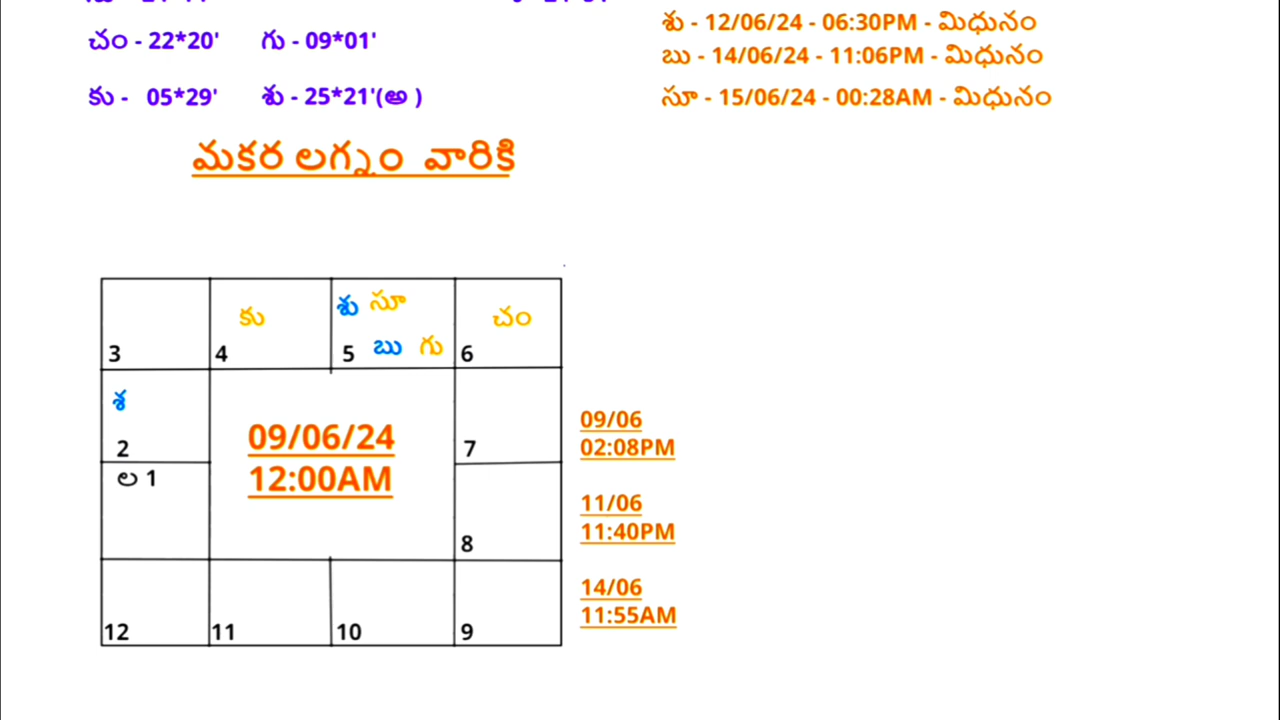 చం - 22*20' గు - 09*01'
కు - 05*29' శు - 25*21'(అ )
శు - 12/06/24 - 06:30PM - మిధునం
బు - 14/06/24 - 11:06PM - మిధునం
సూ - 15/06/24 - 00:28AM - మిధునం
మకర లగ్నం వారికి
కు శు సూ చం
3 4 5 బు గు 6
శ
2 7
ల 1
8
12 11 10 9
09/06/24
12:00AM
09/06
02:08PM
11/06
11:40PM
14/06
11:55AM